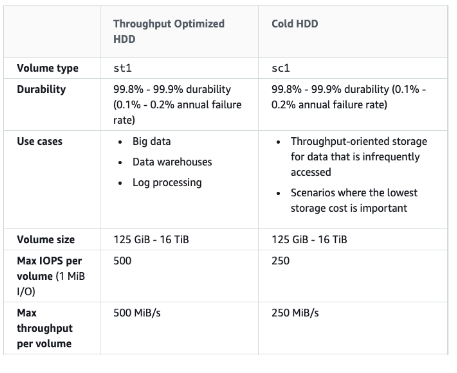 Throughput Optimized Cold HDD
HDD
Volume type st1 sc1
Durability 99.8% - 99.9% durability 99.8% - 99.9% durability (0.1% -
(0.1% - 0.2% annual failure 0.2% annual failure rate)
rate)
Use cases • Big data • Throughput-oriented storage
• Data warehouses for data that is infrequently
• Log processing accessed
• Scenarios where the lowest
storage cost is important
Volume size 125 GiB - 16 TiB 125 GiB - 16 TiB
Max IOPS per 500 250
volume (1 MiB
I/O)
Max 500 MiB/s 250 MiB/s
throughput
per volume